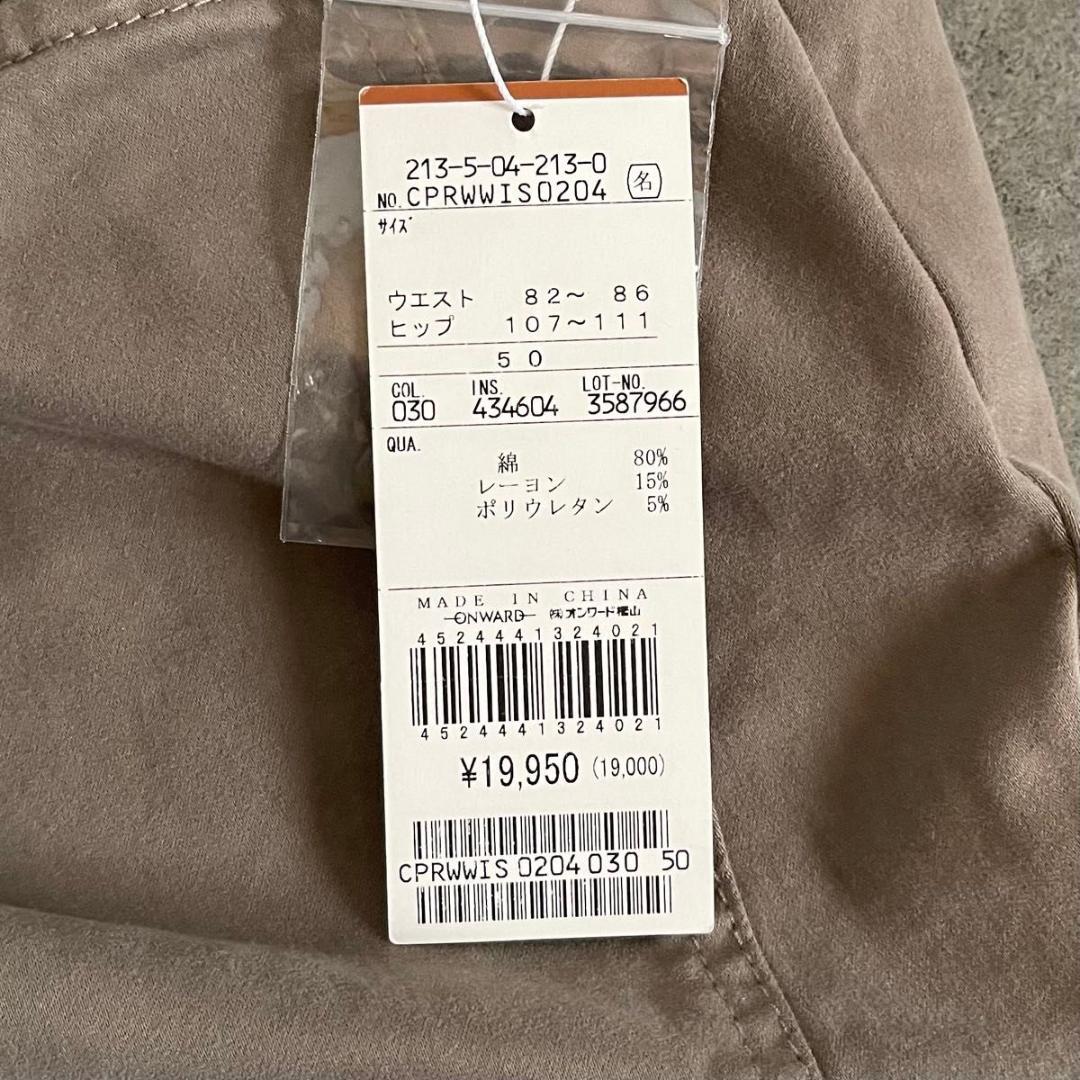 213-5-04-213-0
NO. CPRWWIS0204 名
サイズ
ウエスト 82～ 86
ヒップ 107～111
50
COL. INS. LOT-NO.
030 434604 3587966
QUA.
綿 80%
レーヨン 15%
ポリウレタン 5%
MADE IN CHINA
ONWARD ㈱オンワード樫山
4524441324021
4524441324021
¥19,950 (19,000)
CPRWWIS0204030 50